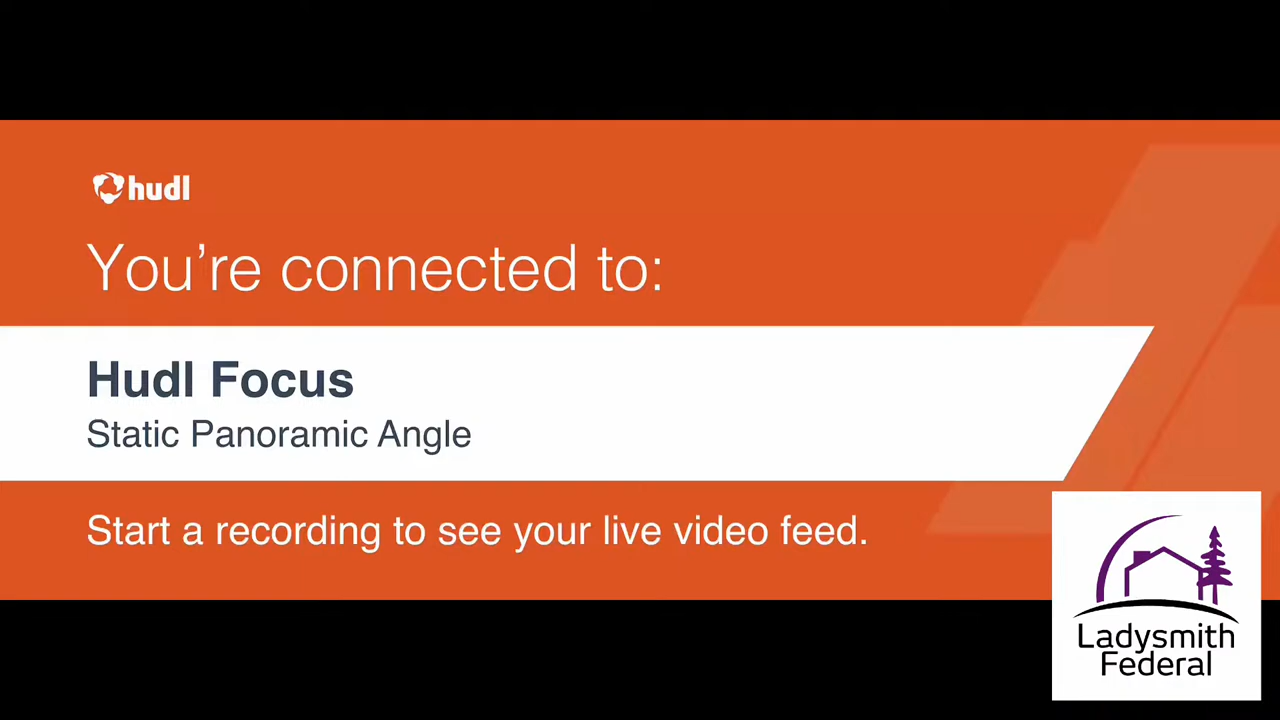 hudl
You're connected to:
Hudl Focus
Static Panoramic Angle
Start a recording to see your live video feed.
Ladysmith
Federal